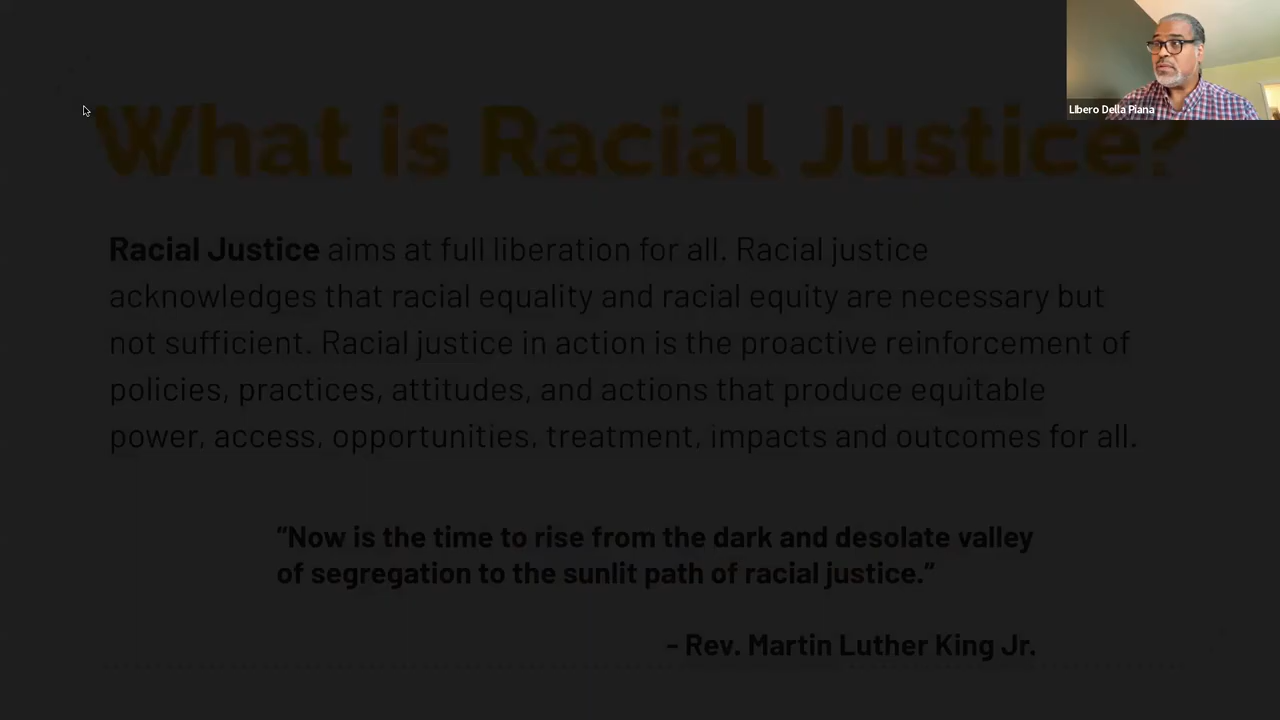 Libero Della Piana
What is Racial Justice?
Racial Justice aims at full liberation for all. Racial justice
acknowledges that racial equality and racial equity are necessary but
not sufficient. Racial justice in action is the proactive reinforcement of
policies, practices, attitudes, and actions that produce equitable
power, access, opportunities, treatment, impacts and outcomes for all.
“Now is the time to rise from the dark and desolate valley
of segregation to the sunlit path of racial justice.”
- Rev. Martin Luther King Jr.